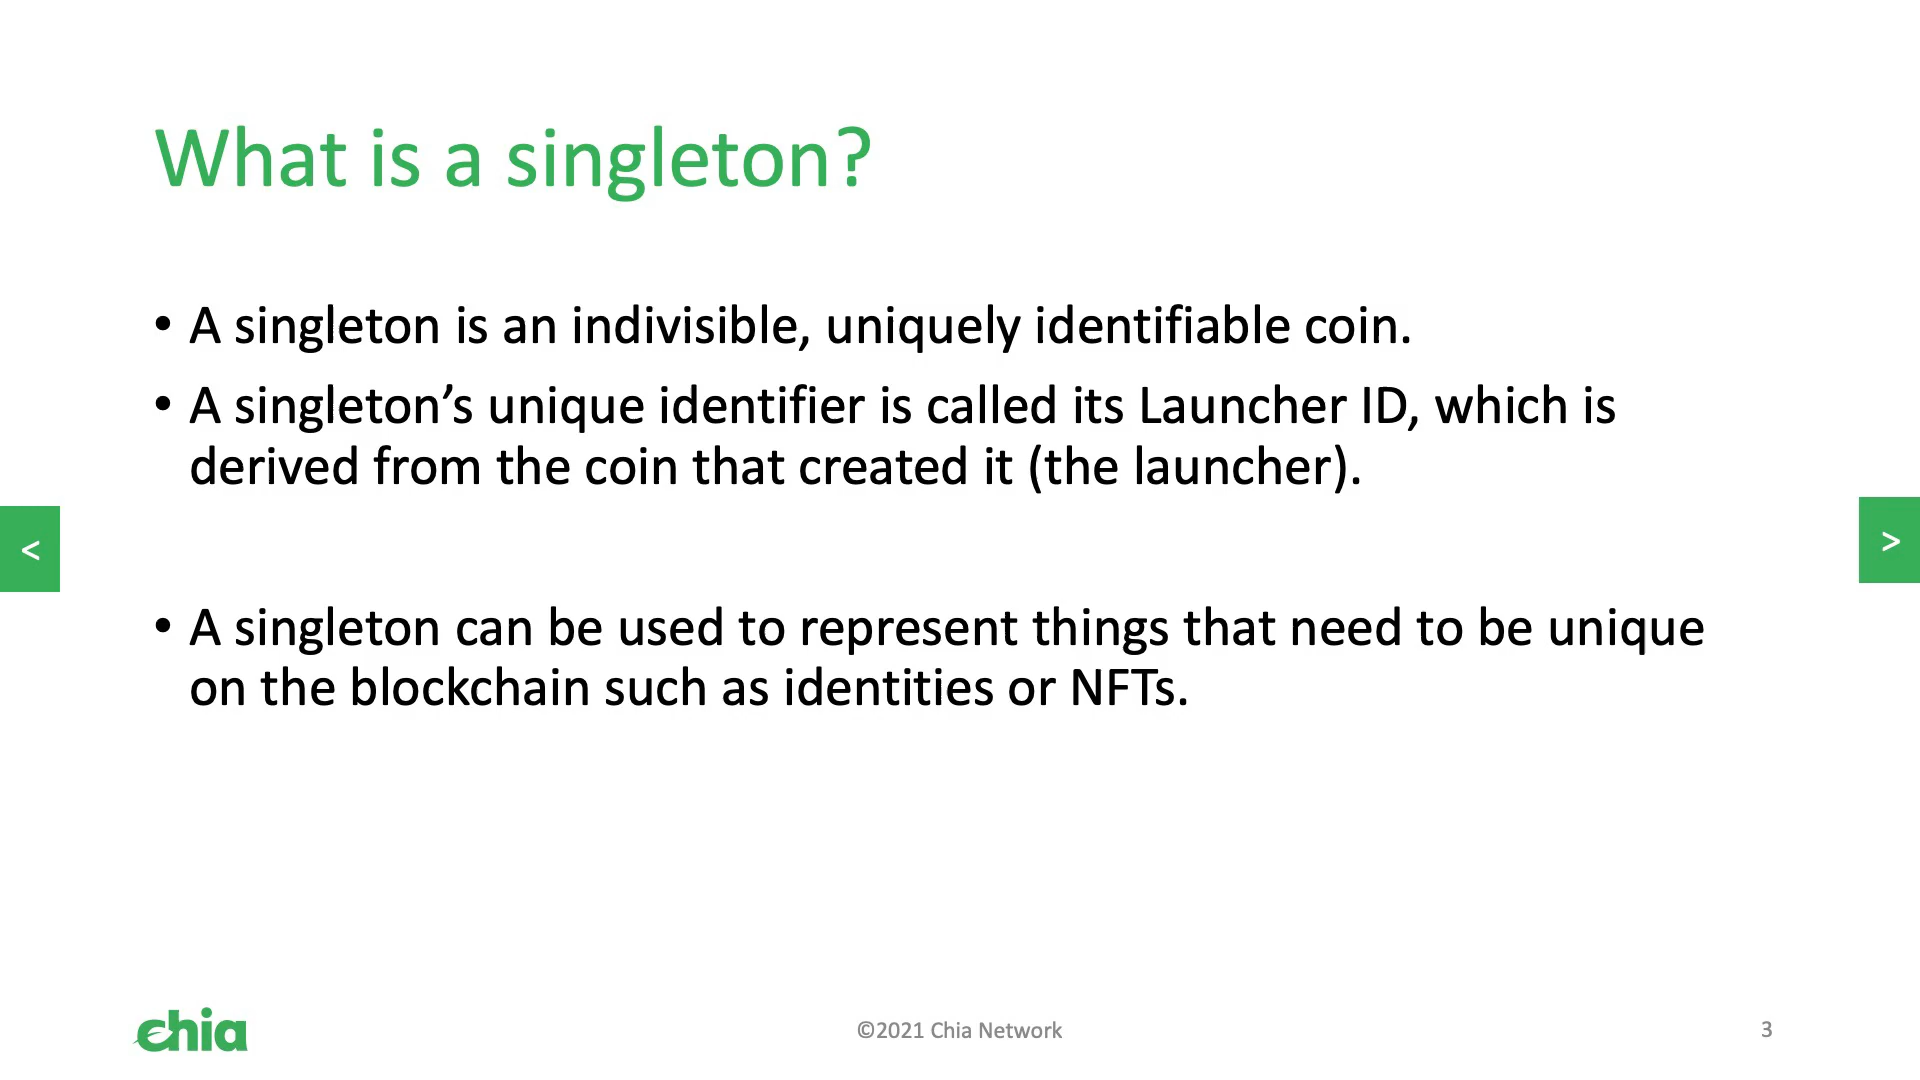 What is a singleton?
• A singleton is an indivisible, uniquely identifiable coin.
• A singleton’s unique identifier is called its Launcher ID, which is
derived from the coin that created it (the launcher).
<
>
• A singleton can be used to represent things that need to be unique
on the blockchain such as identities or NFTs.
chia
©2021 Chia Network
3